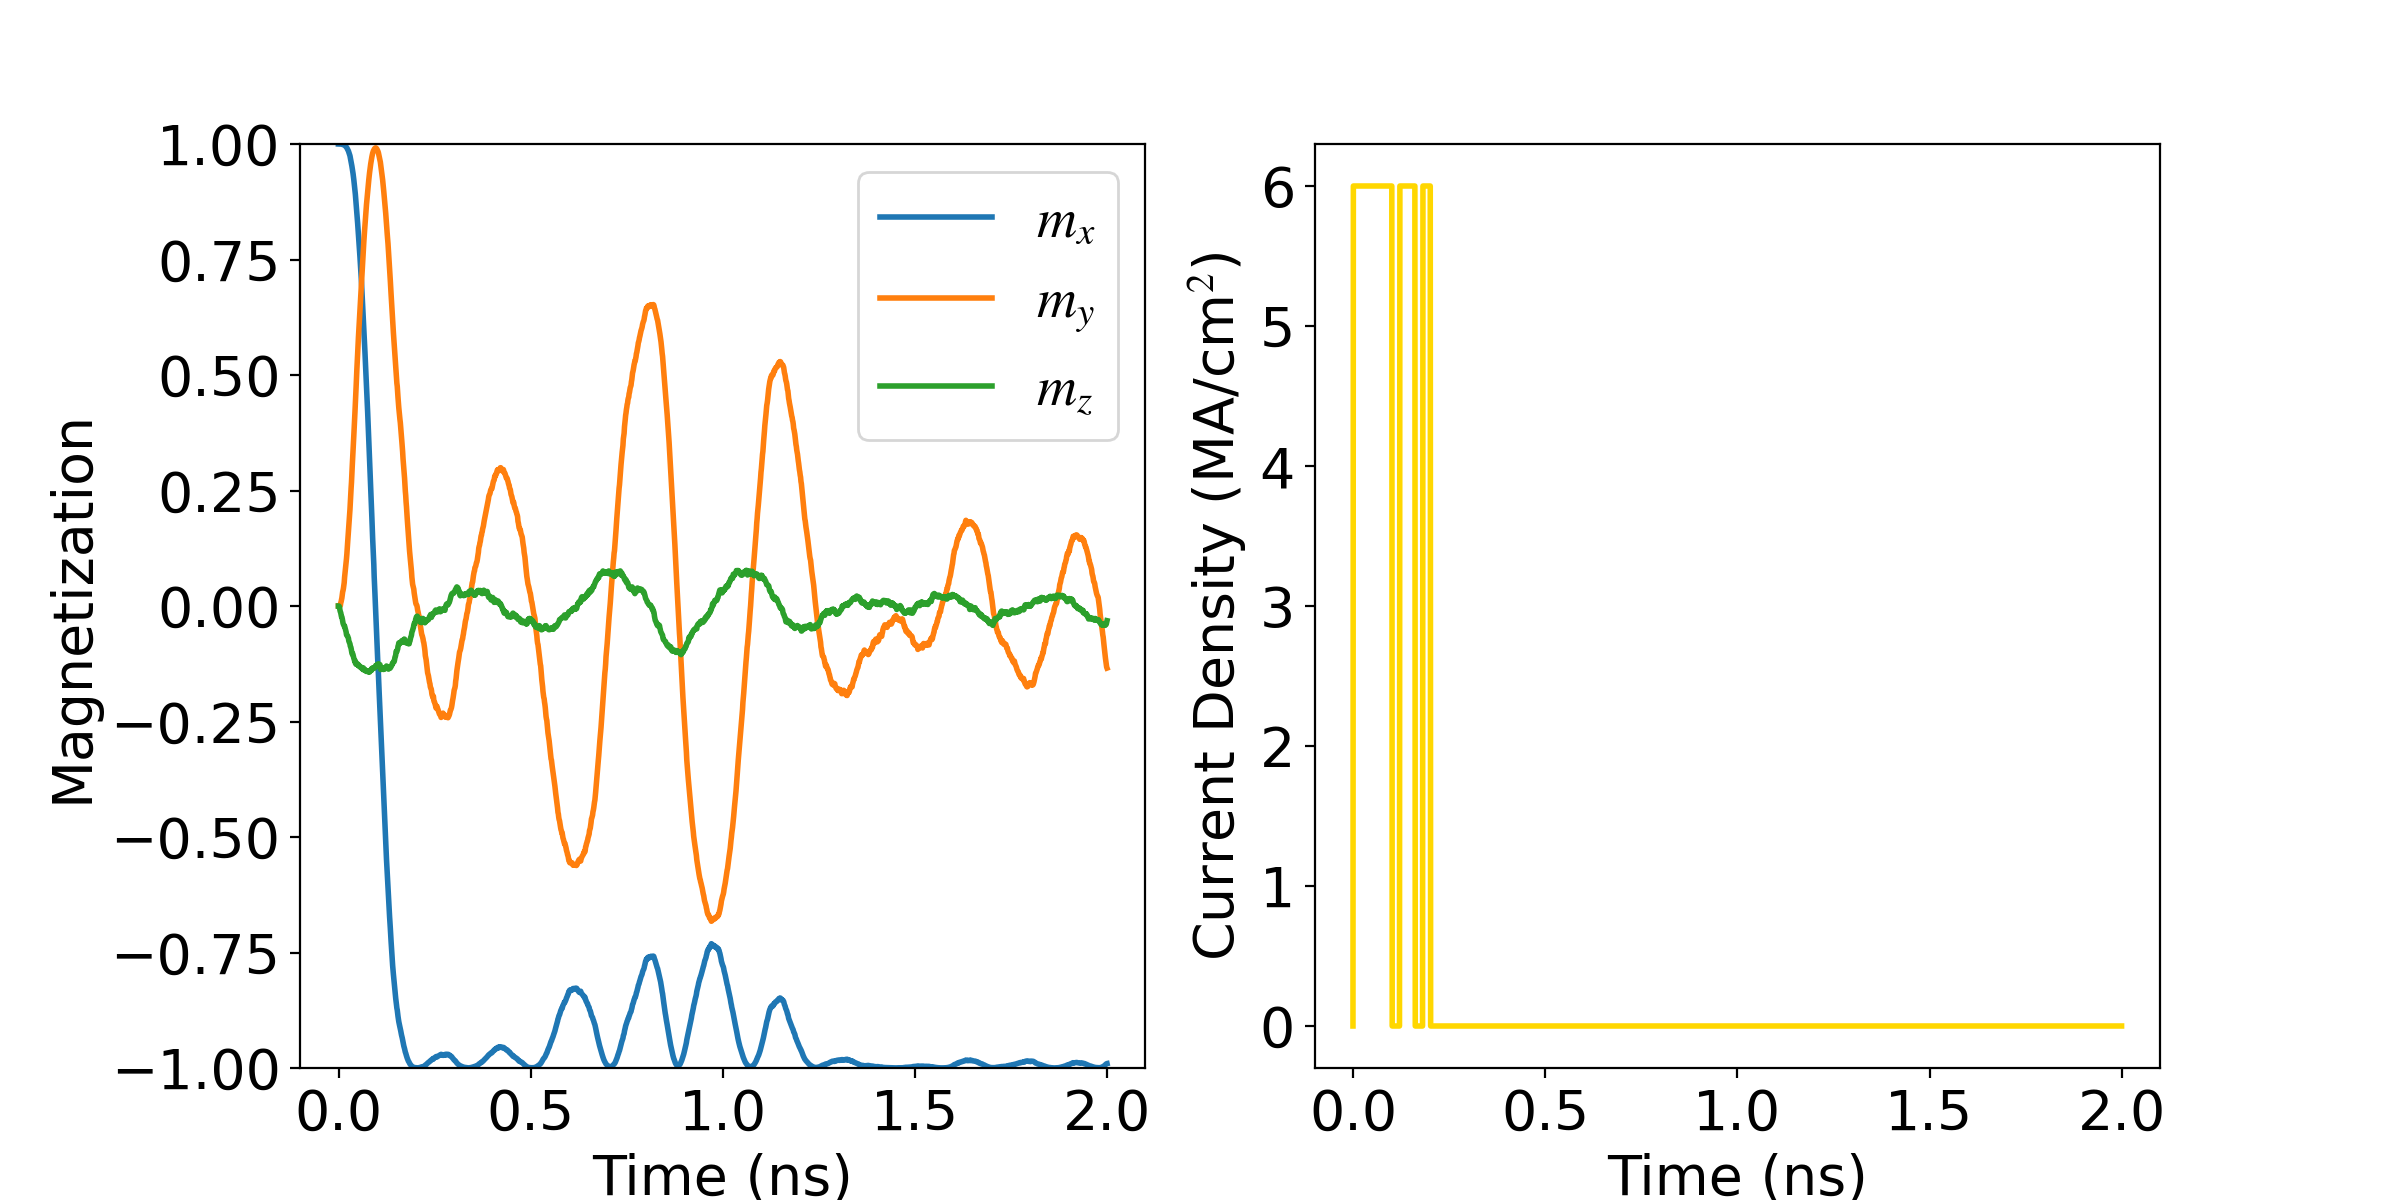 Magnetization
1.00
0.75
0.50
0.25
0.00
−0.25
−0.50
−0.75
−1.00
0.0 0.5 1.0 1.5 2.0
Time (ns)
mₓ
m_y
m_z
Current Density (MA/cm²)
6
5
4
3
2
1
0
0.0 0.5 1.0 1.5 2.0
Time (ns)